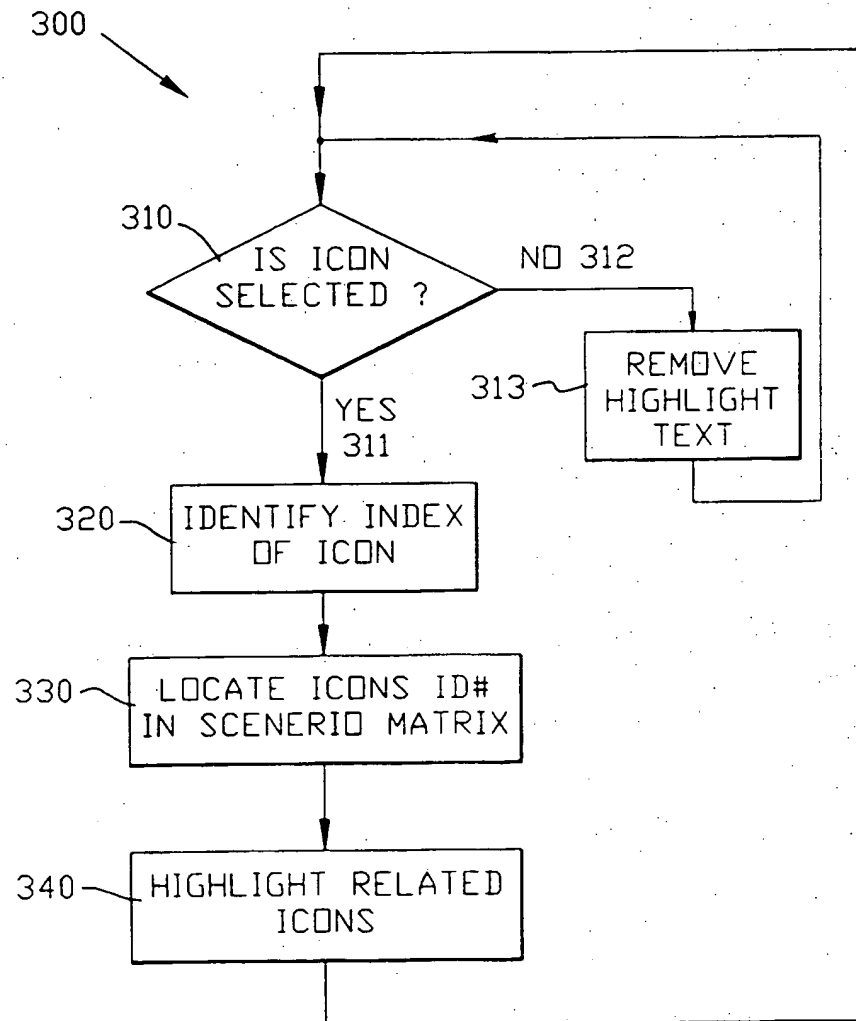 300
310
IS ICON
SELECTED ?
NO 312
313
REMOVE
HIGHLIGHT
TEXT
YES
311
320
IDENTIFY INDEX
OF ICON
330
LOCATE ICONS ID#
IN SCENERIO MATRIX
340
HIGHLIGHT RELATED
ICONS